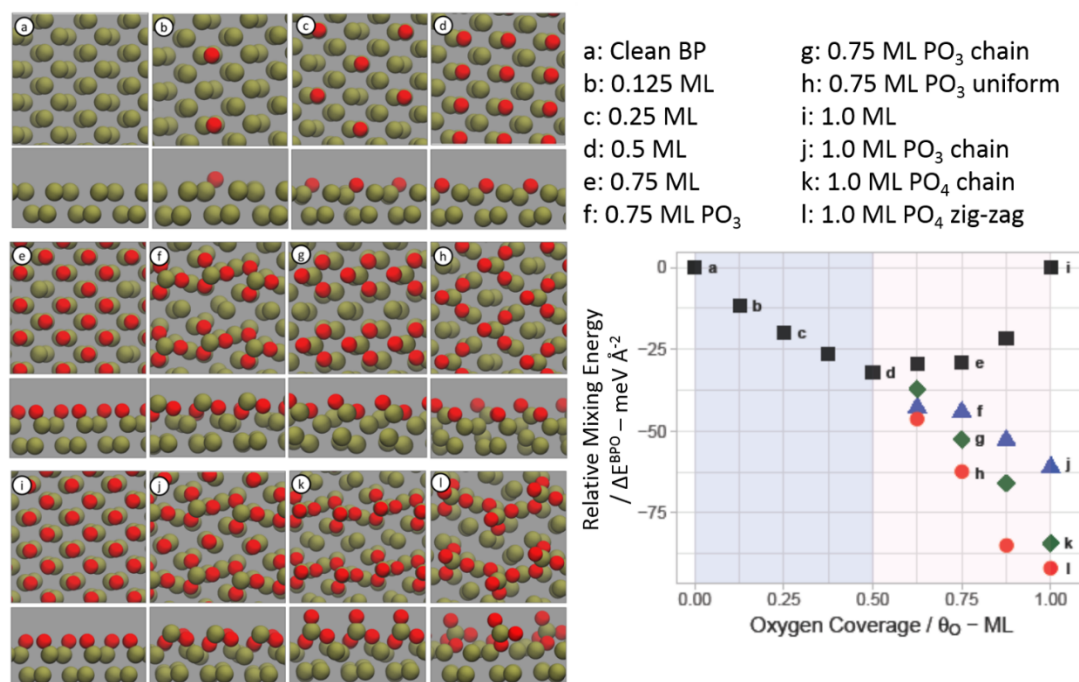 a
b
c
d
e
f
g
h
i
j
k
l
a: Clean BP
b: 0.125 ML
c: 0.25 ML
d: 0.5 ML
e: 0.75 ML
f: 0.75 ML PO₃
g: 0.75 ML PO₃ chain
h: 0.75 ML PO₃ uniform
i: 1.0 ML
j: 1.0 ML PO₃ chain
k: 1.0 ML PO₄ chain
l: 1.0 ML PO₄ zig-zag
Relative Mixing Energy
/ ΔE^BPO – meV Å⁻²
0
−25
−50
−75
a
b
c
d
e
f
g
h
i
j
k
l
0.00
0.25
0.50
0.75
1.00
Oxygen Coverage / θ_O – ML